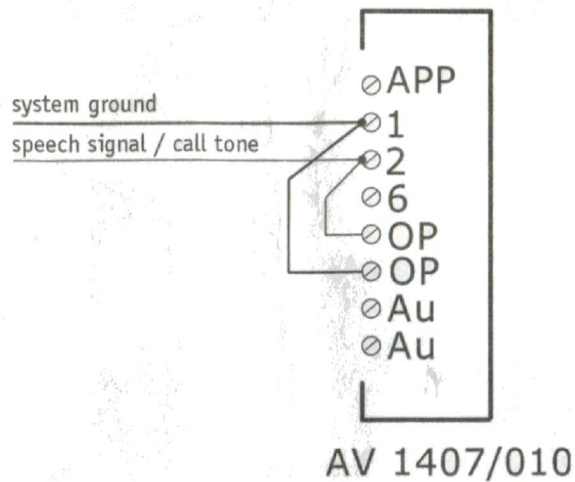 APP
system ground
1
speech signal / call tone
2
6
OP
OP
Au
Au
AV 1407/010